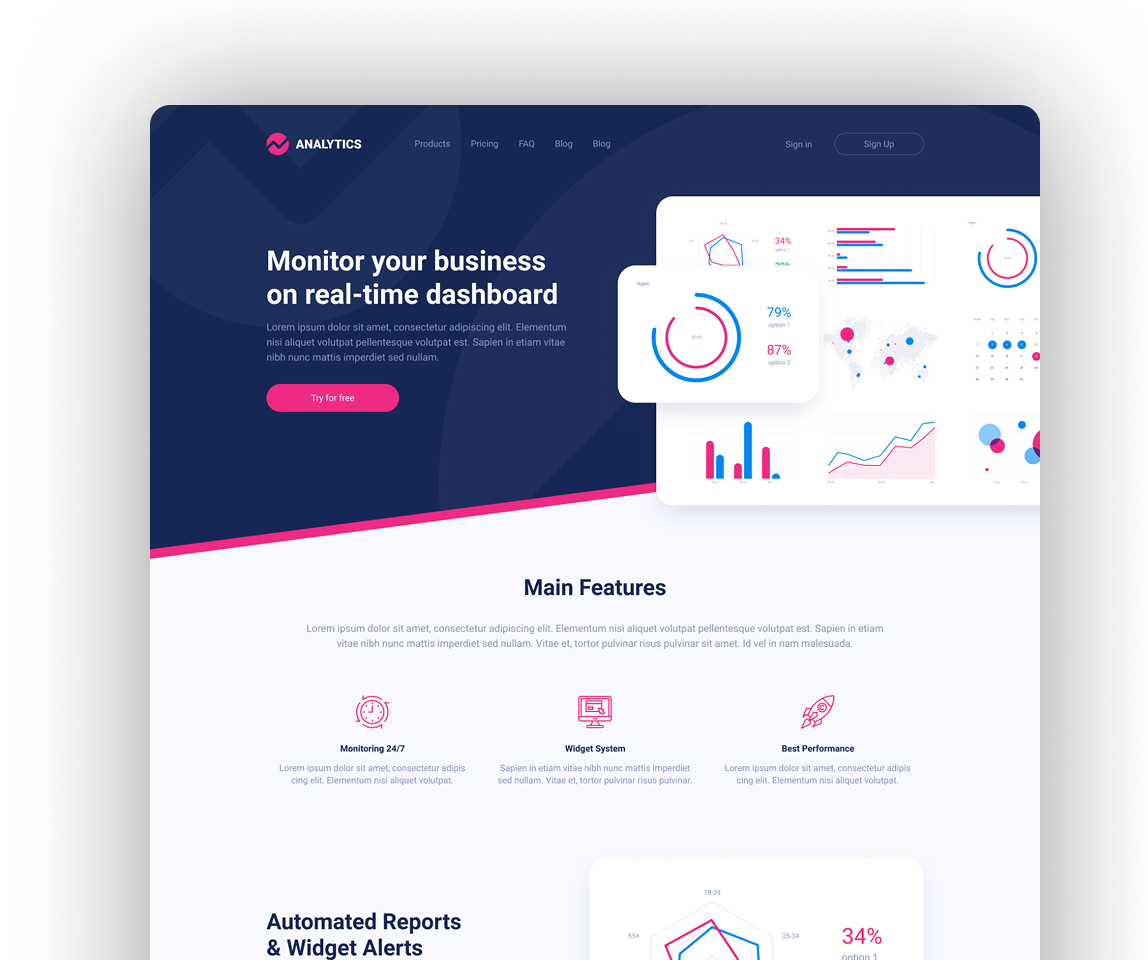 ANALYTICS
Products
Pricing
FAQ
Blog
Blog
Sign in
Sign Up
Monitor your business
on real-time dashboard
Lorem ipsum dolor sit amet, consectetur adipiscing elit. Elementum
nisi aliquet volutpat pellentesque volutpat est. Sapien in etiam vitae
nibh nunc mattis imperdiet sed nullam.
Try for free
34%
option 1
Ages
Ages
79%
option 1
87%
option 2
Main Features
Lorem ipsum dolor sit amet, consectetur adipiscing elit. Elementum nisi aliquet volutpat pellentesque volutpat est. Sapien in etiam
vitae nibh nunc mattis imperdiet sed nullam. Vitae et, tortor pulvinar risus pulvinar sit amet. Id vel in nam malesuada.
Monitoring 24/7
Lorem ipsum dolor sit amet, consectetur adipis
cing elit. Elementum nisi aliquet volutpat.
Widget System
Sapien in etiam vitae nibh nunc mattis imperdiet
sed nullam. Vitae et, tortor pulvinar risus pulvinar.
Best Performance
Lorem ipsum dolor sit amet, consectetur adipis
cing elit. Elementum nisi aliquet volutpat.
Automated Reports
& Widget Alerts
18-24
65+
25-34
34%
option 1